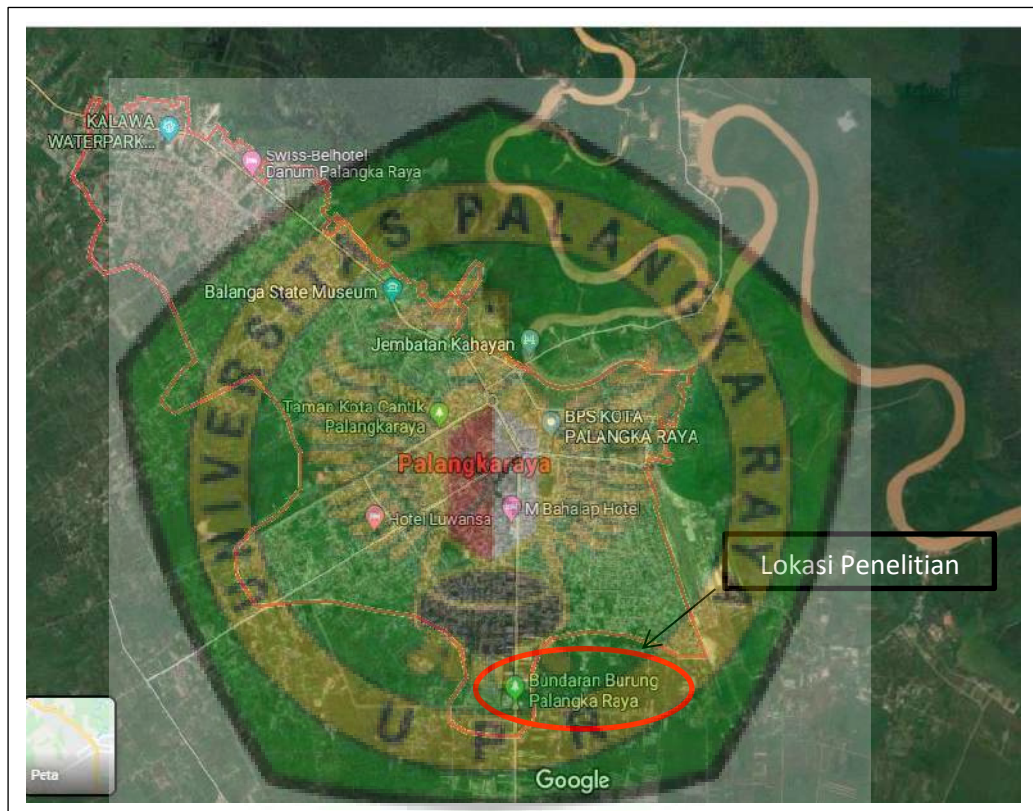 KALAWA
WATERPARK...
Swiss-Belhotel
Danum Palangka Raya
UNIVERSITAS PALANGKA RAYA
Balanga State Museum
Jembatan Kahayan
Taman Kota Cantik
Palangkaraya
BPS KOTA
PALANGKA RAYA
Palangkaraya
Hotel Luwansa
M Bahalap Hotel
Lokasi Penelitian
Bundaran Burung
Palangka Raya
U P R
Google
Peta